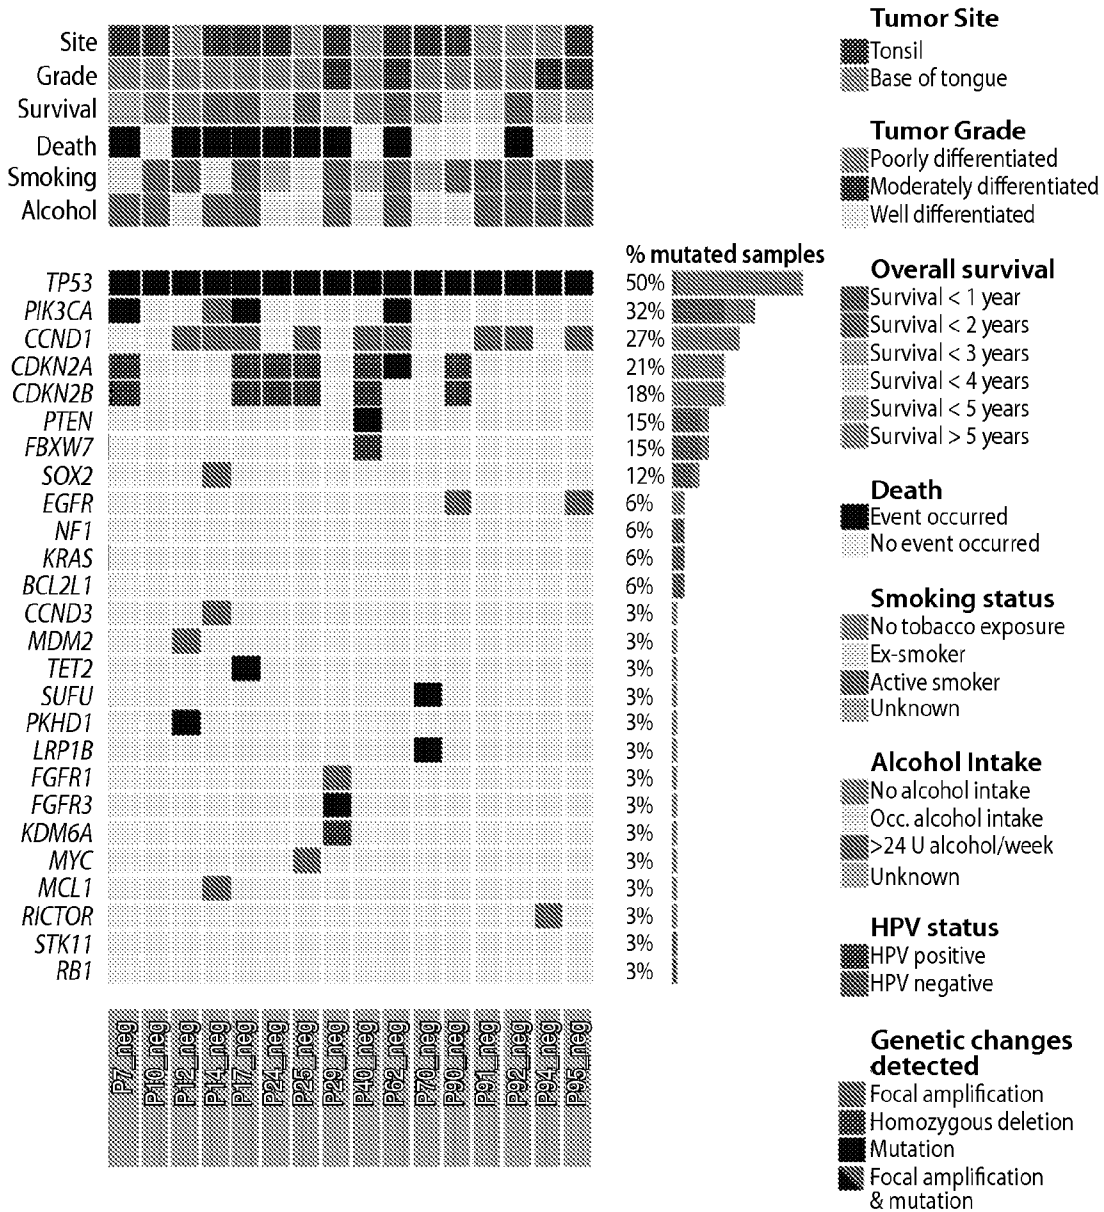 Site
Grade
Survival
Death
Smoking
Alcohol
% mutated samples
TP53 50%
PIK3CA 32%
CCND1 27%
CDKN2A 21%
CDKN2B 18%
PTEN 15%
FBXW7 15%
SOX2 12%
EGFR 6%
NF1 6%
KRAS 6%
BCL2L1 6%
CCND3 3%
MDM2 3%
TET2 3%
SUFU 3%
PKHD1 3%
LRP1B 3%
FGFR1 3%
FGFR3 3%
KDM6A 3%
MYC 3%
MCL1 3%
RICTOR 3%
STK11 3%
RB1 3%
P7_neg
P10_neg
P12_neg
P14_neg
P17_neg
P24_neg
P25_neg
P29_neg
P40_neg
P62_neg
P70_neg
P90_neg
P91_neg
P92_neg
P94_neg
P95_neg
Tumor Site
Tonsil
Base of tongue
Tumor Grade
Poorly differentiated
Moderately differentiated
Well differentiated
Overall survival
Survival < 1 year
Survival < 2 years
Survival < 3 years
Survival < 4 years
Survival < 5 years
Survival > 5 years
Death
Event occurred
No event occurred
Smoking status
No tobacco exposure
Ex-smoker
Active smoker
Unknown
Alcohol Intake
No alcohol intake
Occ. alcohol intake
>24 U alcohol/week
Unknown
HPV status
HPV positive
HPV negative
Genetic changes
detected
Focal amplification
Homozygous deletion
Mutation
Focal amplification
& mutation